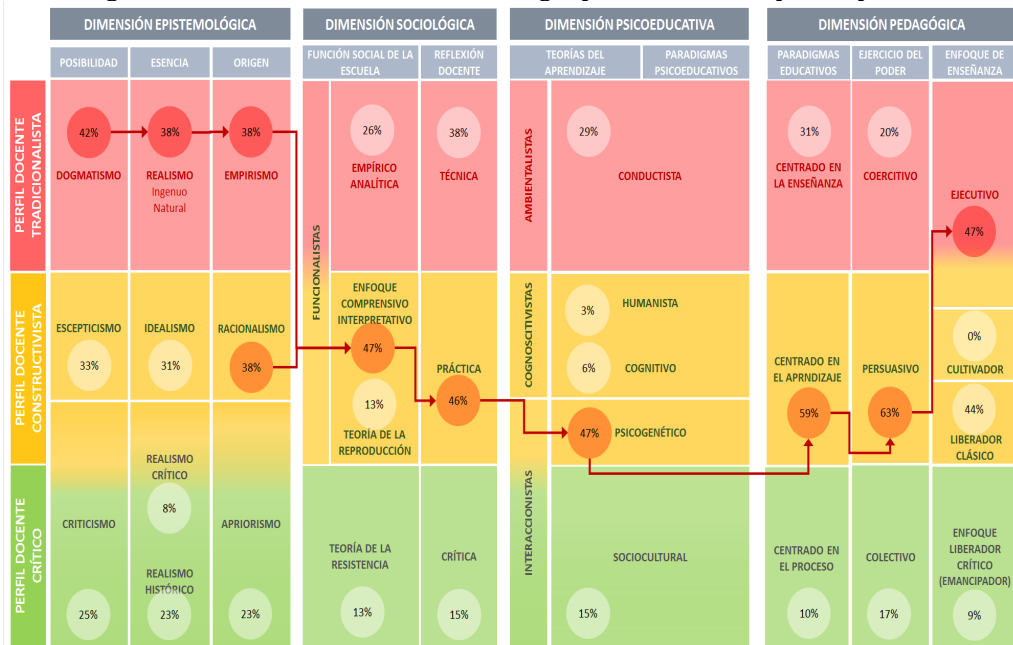 DIMENSIÓN EPISTEMOLÓGICA
DIMENSIÓN SOCIOLÓGICA
DIMENSIÓN PSICOEDUCATIVA
DIMENSIÓN PEDAGÓGICA
POSIBILIDAD
ESENCIA
ORIGEN
FUNCIÓN SOCIAL DE LA
ESCUELA
REFLEXIÓN
DOCENTE
TEORÍAS DEL
APRENDIZAJE
PARADIGMAS
PSICOEDUCATIVOS
PARADIGMAS
EDUCATIVOS
EJERCICIO DEL
PODER
ENFOQUE DE
ENSEÑANZA
PERFIL DOCENTE
TRADICIONALISTA
42%
DOGMATISMO
38%
REALISMO
Ingenuo
Natural
38%
EMPIRISMO
FUNCIONALISTAS
26%
EMPÍRICO
ANALÍTICA
38%
TÉCNICA
AMBIENTALISTAS
29%
CONDUCTISTA
31%
CENTRADO EN
LA ENSEÑANZA
20%
COERCITIVO
EJECUTIVO
47%
PERFIL DOCENTE
CONSTRUCTIVISTA
ESCEPTICISMO
33%
IDEALISMO
31%
RACIONALISMO
38%
ENFOQUE
COMPRENSIVO
INTERPRETATIVO
47%
13%
TEORÍA DE LA
REPRODUCCIÓN
PRÁCTICA
46%
COGNOSCITIVISTAS
3%
HUMANISTA
6%
COGNITIVO
47%
PSICOGENÉTICO
CENTRADO EN
EL APRNDIZAJE
59%
PERSUASIVO
63%
0%
CULTIVADOR
44%
LIBERADOR
CLÁSICO
PERFIL DOCENTE
CRÍTICO
CRITICISMO
25%
REALISMO
CRÍTICO
8%
REALISMO
HISTÓRICO
23%
APRIORISMO
23%
TEORÍA DE LA
RESISTENCIA
13%
CRÍTICA
15%
INTERACCIONISTAS
15%
SOCIOCULTURAL
CENTRADO EN
EL PROCESO
10%
COLECTIVO
17%
ENFOQUE
LIBERADOR
CRÍTICO
(EMANCIPADOR)
9%